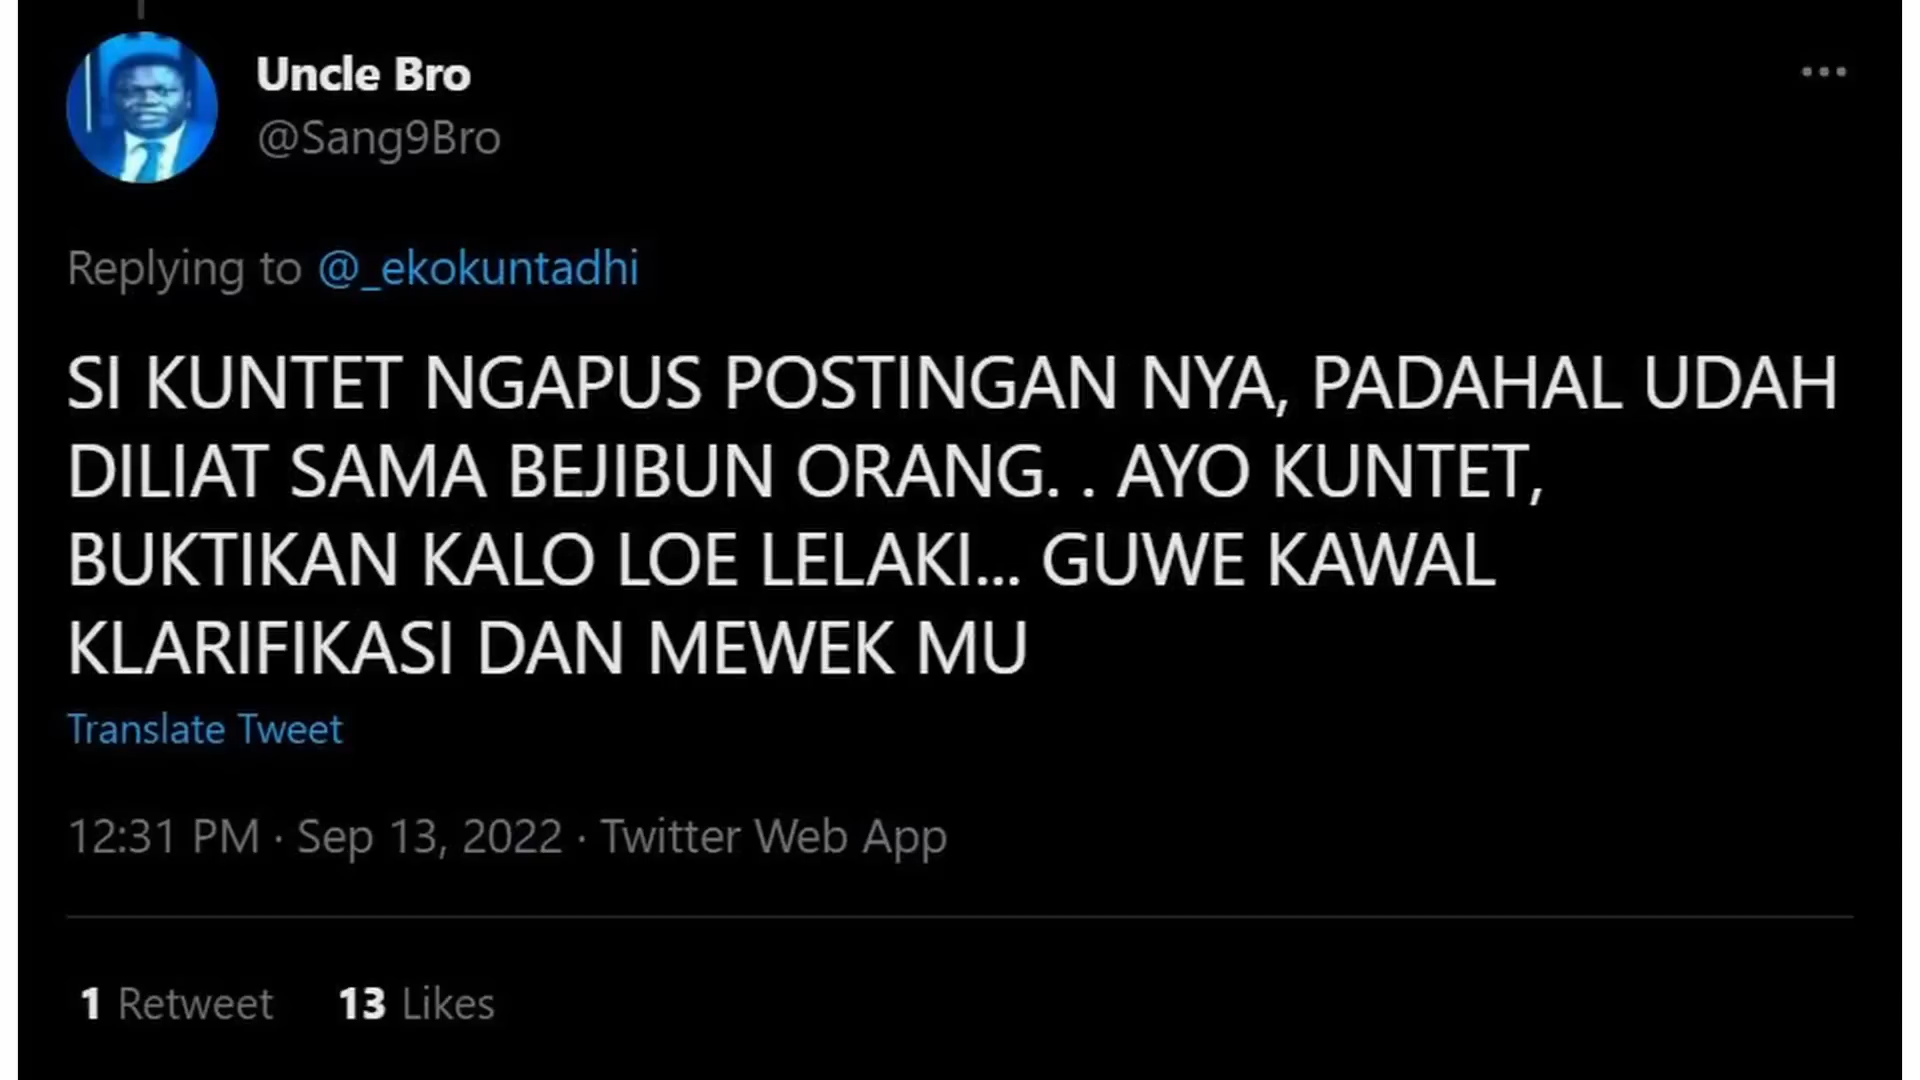 Uncle Bro
@Sang9Bro
Replying to @_ekokuntadhi
SI KUNTET NGAPUS POSTINGAN NYA, PADAHAL UDAH
DILIAT SAMA BEJIBUN ORANG. . AYO KUNTET,
BUKTIKAN KALO LOE LELAKI... GUWE KAWAL
KLARIFIKASI DAN MEWEK MU
Translate Tweet
12:31 PM · Sep 13, 2022 · Twitter Web App
1 Retweet 13 Likes